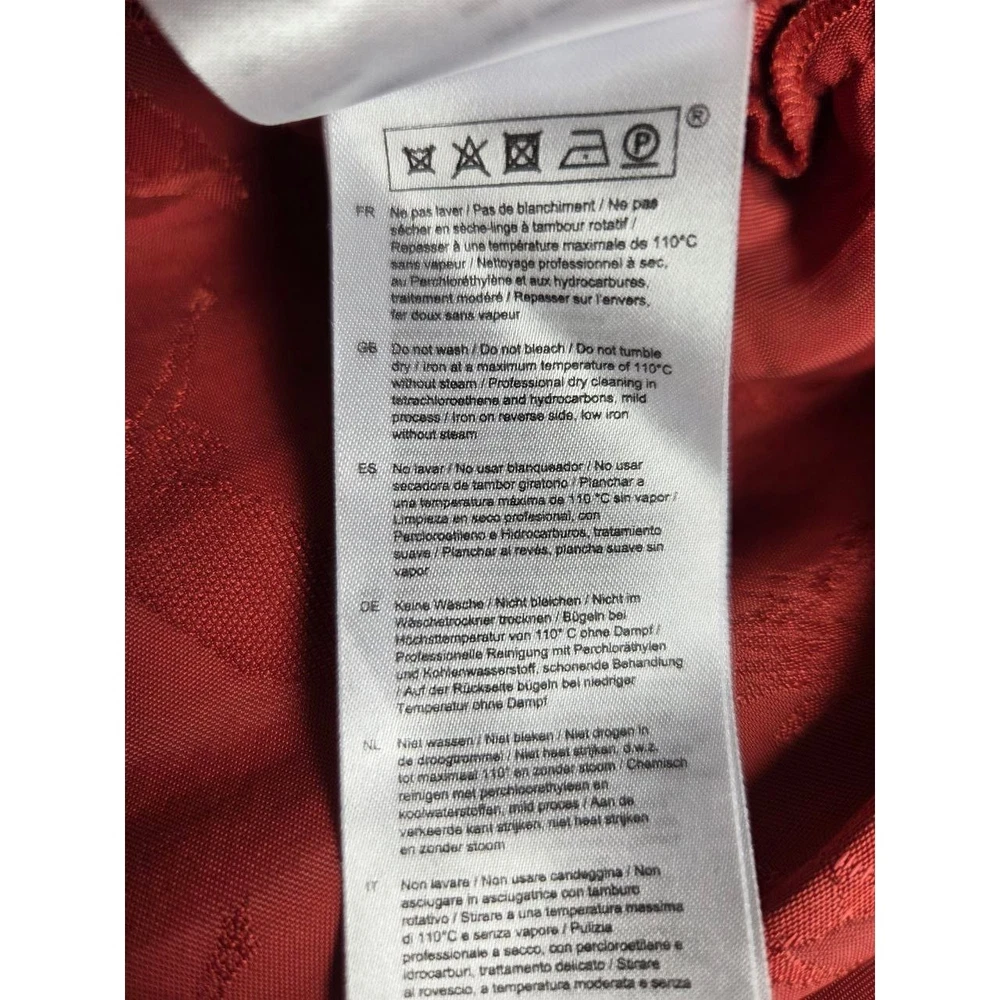 ®
P
FR Ne pas laver / Pas de blanchiment / Ne pas
sécher en sèche-linge à tambour rotatif /
Repasser à une température maximale de 110°C
sans vapeur / Nettoyage professionnel à sec,
au Perchloréthylène et aux hydrocarbures,
traitement modéré / Repasser sur l'envers,
fer doux sans vapeur
GB Do not wash / Do not bleach / Do not tumble
dry / Iron at a maximum temperature of 110°C
without steam / Professional dry cleaning in
tetrachloroethene and hydrocarbons, mild
process / Iron on reverse side, low iron
without steam
ES No lavar / No usar blanqueador / No usar
secadora de tambor giratorio / Planchar a
una temperatura máxima de 110 °C sin vapor /
Limpieza en seco profesional, con
Percloroetileno e Hidrocarburos, tratamiento
suave / Planchar al revés, plancha suave sin
vapor
DE Keine Wäsche / Nicht bleichen / Nicht im
Wäschetrockner trocknen / Bügeln bei
Höchsttemperatur von 110° C ohne Dampf /
Professionelle Reinigung mit Perchloräthylen
und Kohlenwasserstoff, schonende Behandlung
/ Auf der Rückseite bügeln bei niedriger
Temperatur ohne Dampf
NL Niet wassen / Niet bleken / Niet drogen in
de droogtrommel / Niet heet strijken, d.w.z.
tot maximaal 110° en zonder stoom / Chemisch
reinigen met perchloorethyleen en
koolwaterstoffen, mild proces / Aan de
verkeerde kant strijken, niet heet strijken
en zonder stoom
IT Non lavare / Non usare candeggina / Non
asciugare in asciugatrice con tamburo
rotativo / Stirare a una temperatura massima
di 110°C e senza vapore / Pulizia
professionale a secco, con percloroetilene e
idrocarburi, trattamento delicato / Stirare
al rovescio, a temperatura moderata e senza